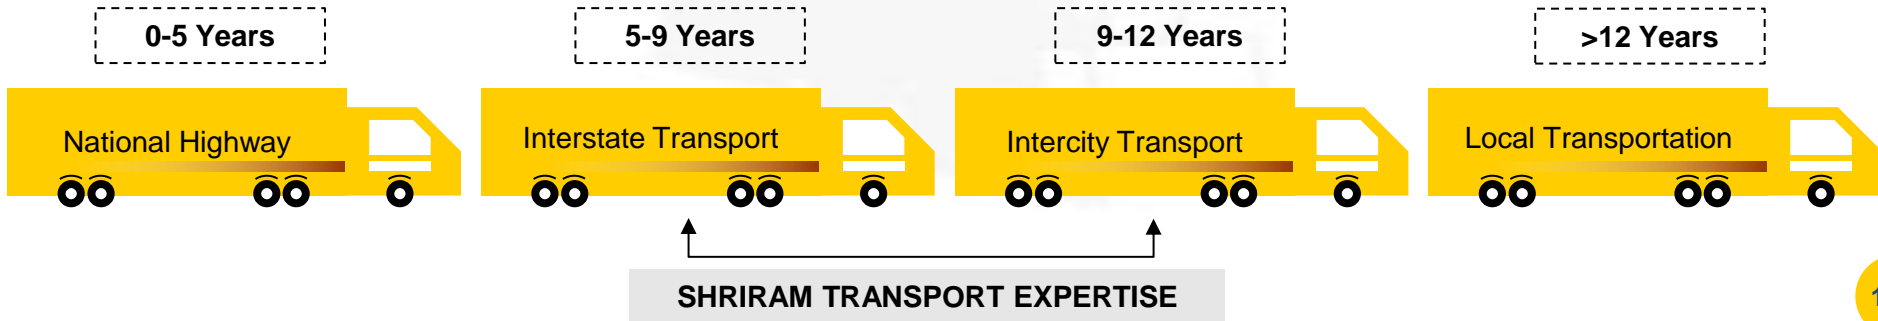 0-5 Years
5-9 Years
9-12 Years
>12 Years
National Highway
Interstate Transport
Intercity Transport
Local Transportation
SHRIRAM TRANSPORT EXPERTISE